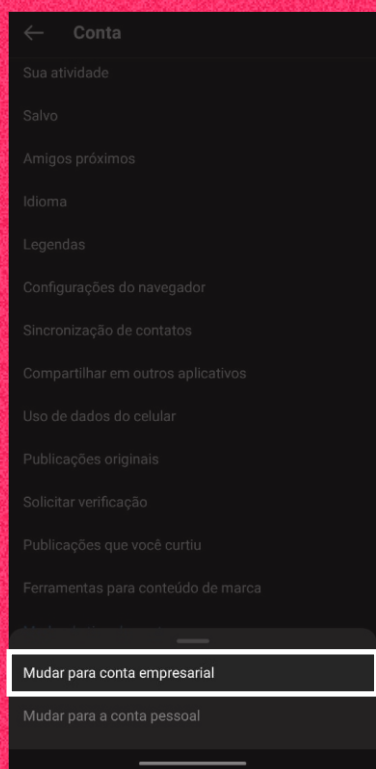 Conta
Sua atividade
Salvo
Amigos próximos
Idioma
Legendas
Configurações do navegador
Sincronização de contatos
Compartilhar em outros aplicativos
Uso de dados do celular
Publicações originais
Solicitar verificação
Publicações que você curtiu
Ferramentas para conteúdo de marca
Mudar para conta empresarial
Mudar para a conta pessoal